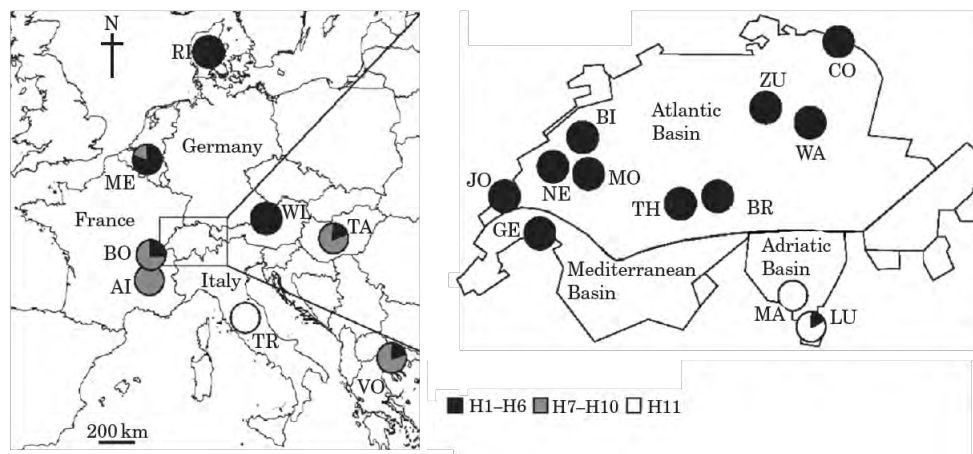 N
RI
Germany
ME
France
WL
TA
BO
Italy
AI
TR
VO
200 km
CO
ZU
Atlantic
Basin
BI
WA
JO
NE
MO
TH
BR
GE
Adriatic
Basin
Mediterranean
Basin
MA
LU
H1–H6 H7–H10 H11